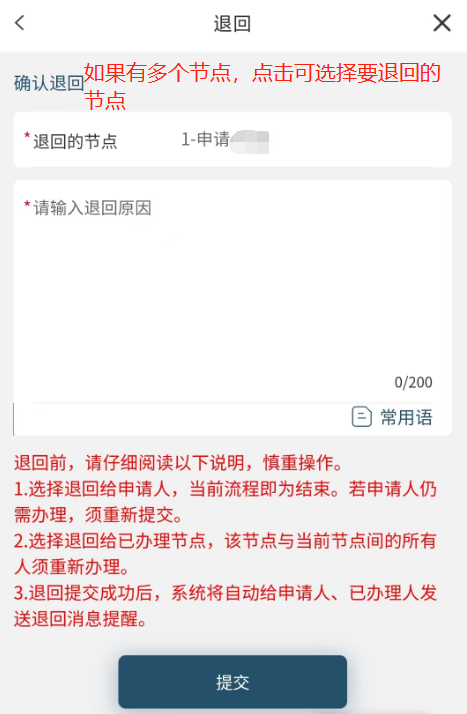 退回
如果有多个节点，点击可选择要退回的
确认退回
节点
*退回的节点 1-申请
*请输入退回原因
0/200
常用语
退回前，请仔细阅读以下说明，慎重操作。
1.选择退回给申请人，当前流程即为结束。若申请人仍
需办理，须重新提交。
2.选择退回给已办理节点，该节点与当前节点间的所有
人须重新办理。
3.退回提交成功后，系统将自动给申请人、已办理人发
送退回消息提醒。
提交